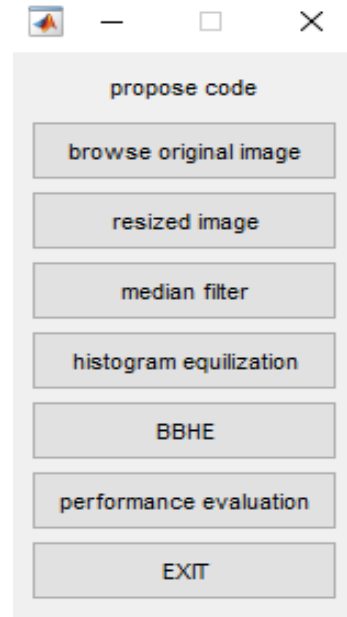 propose code
browse original image
resized image
median filter
histogram equilization
BBHE
performance evaluation
EXIT